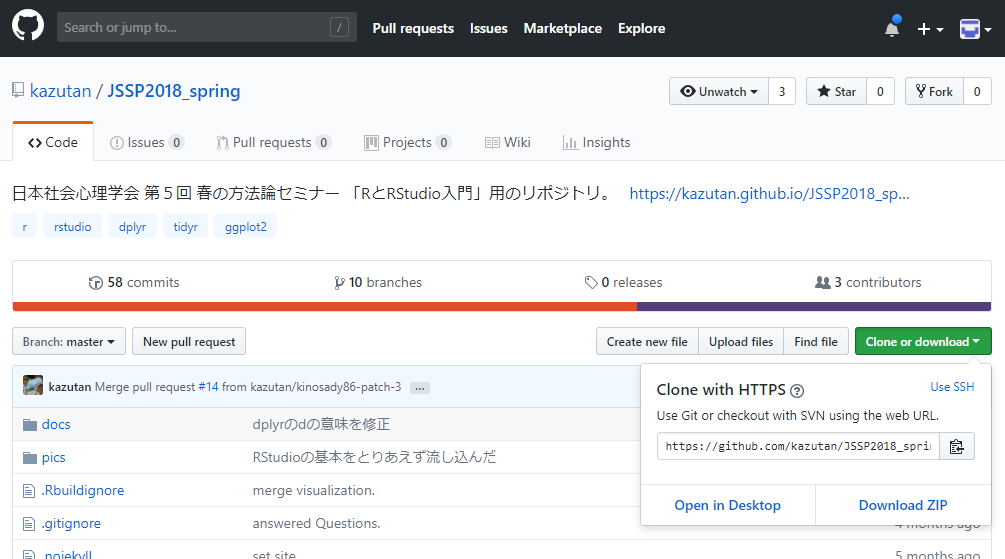 Search or jump to... / Pull requests Issues Marketplace Explore
kazutan / JSSP2018_spring Unwatch 3 Star 0 Fork 0
Code Issues 0 Pull requests 0 Projects 0 Wiki Insights
日本社会心理学会 第５回 春の方法論セミナー 「RとRStudio入門」用のリポジトリ。 https://kazutan.github.io/JSSP2018_sp...
r rstudio dplyr tidyr ggplot2
58 commits 10 branches 0 releases 3 contributors
Branch: master New pull request Create new file Upload files Find file Clone or download
kazutan Merge pull request #14 from kazutan/kinosady86-patch-3 ...
docs dplyrのdの意味を修正
pics RStudioの基本をとりあえず流し込んだ
.Rbuildignore merge visualization.
.gitignore answered Questions. 4 months ago
.nojekyll set site. 5 months ago
Clone with HTTPS ? Use SSH
Use Git or checkout with SVN using the web URL.
https://github.com/kazutan/JSSP2018_sprin
Open in Desktop Download ZIP